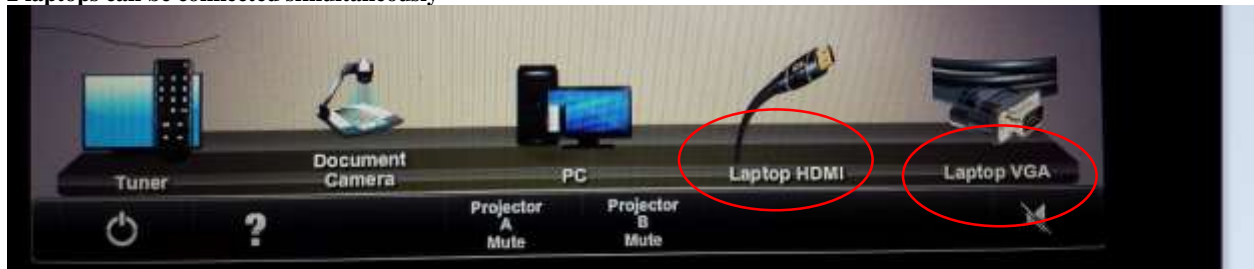 2 laptops can be connected simultaneously
Tuner
Document
Camera
PC
Laptop HDMI
Laptop VGA
?
Projector
A
Mute
Projector
B
Mute